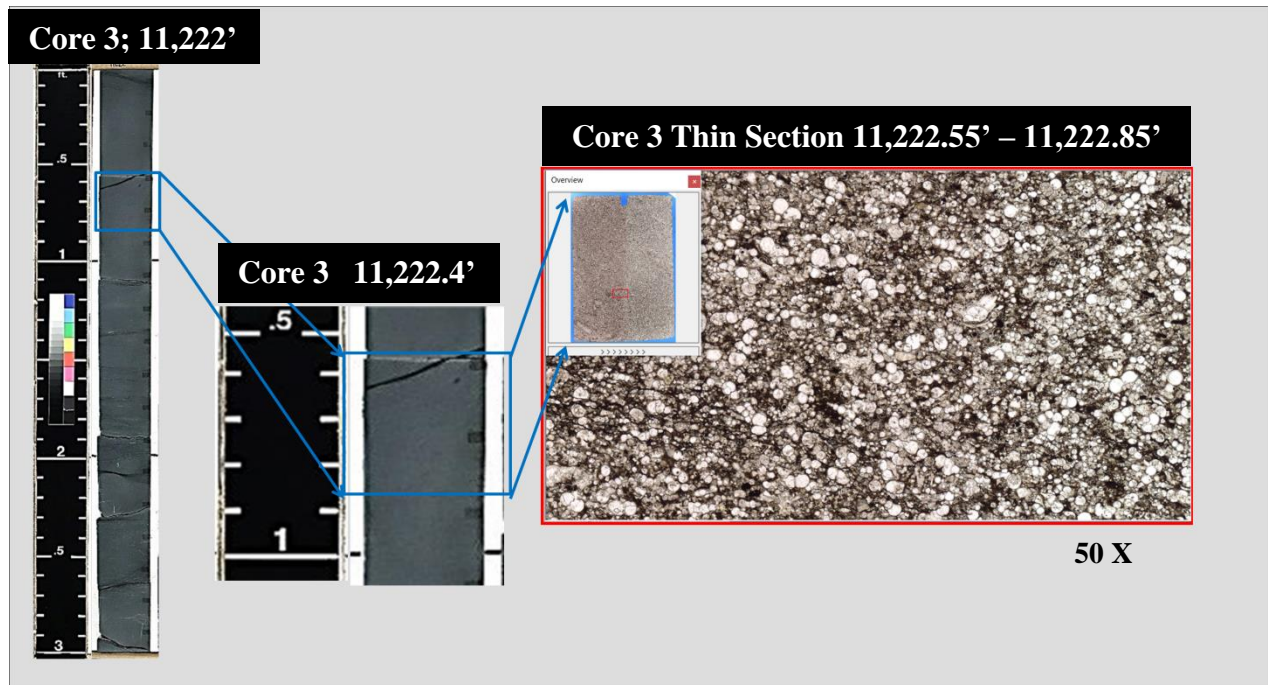 Core 3; 11,222’
ft.
.5
1
2
.5
3
Core 3 11,222.4’
.5
1
Core 3 Thin Section 11,222.55’ – 11,222.85’
Overview
50 X